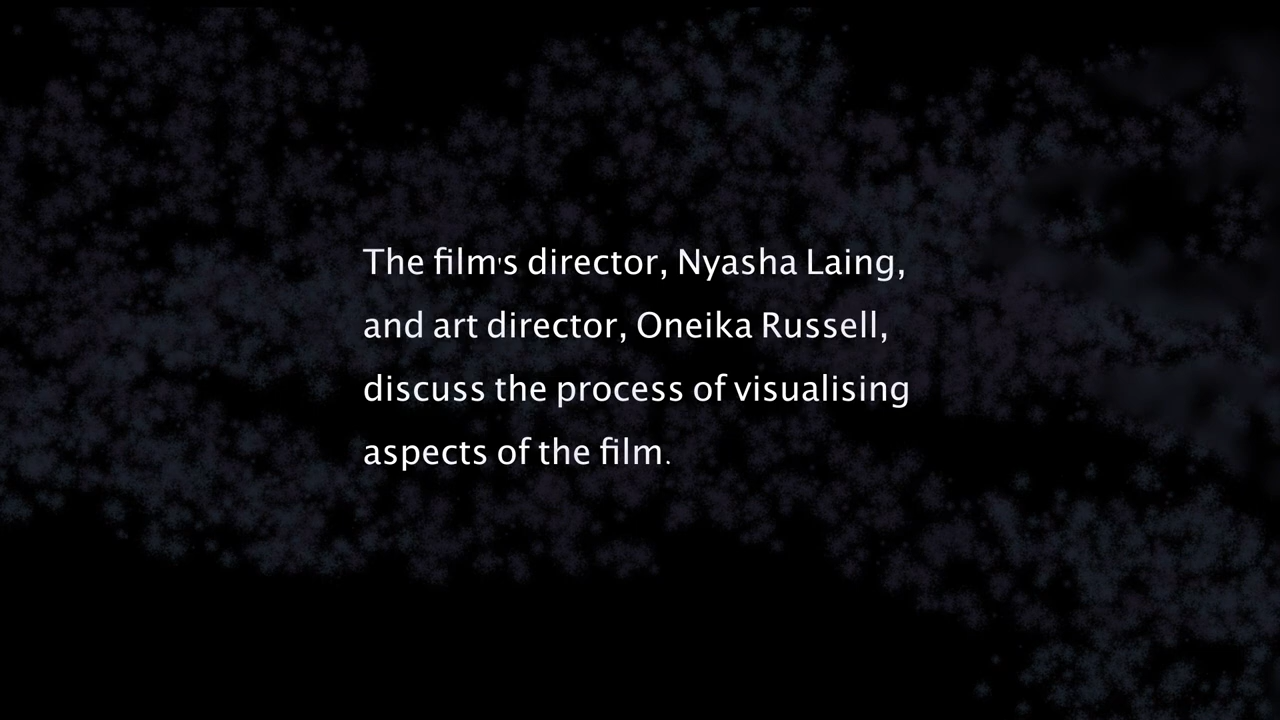 The film's director, Nyasha Laing,
and art director, Oneika Russell,
discuss the process of visualising
aspects of the film.